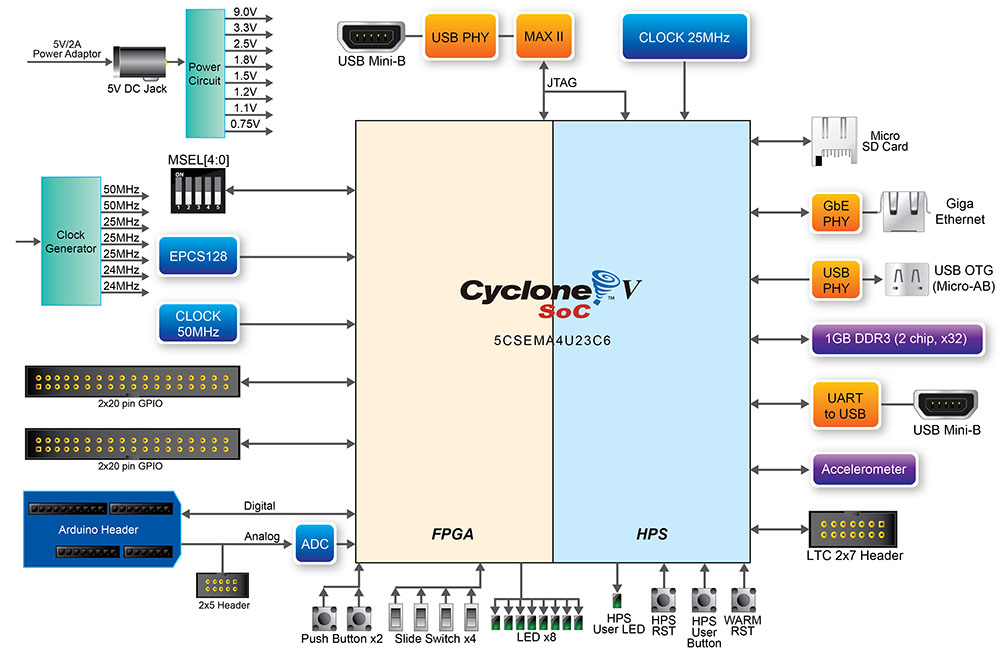 5V/2A
Power Adaptor
5V DC Jack
Power
Circuit
9.0V
3.3V
2.5V
1.8V
1.5V
1.2V
1.1V
0.75V
USB Mini-B
USB PHY
MAX II
JTAG
CLOCK 25MHz
MSEL[4:0]
ON
1 2 3 4 5
Clock
Generator
50MHz
50MHz
25MHz
25MHz
25MHz
24MHz
24MHz
EPCS128
CLOCK
50MHz
2x20 pin GPIO
2x20 pin GPIO
Arduino Header
Digital
Analog
ADC
2x5 Header
Cyclone V
TM
SoC
5CSEMA4U23C6
FPGA
HPS
Micro
SD Card
GbE
PHY
Giga
Ethernet
USB
PHY
USB OTG
(Micro-AB)
1GB DDR3 (2 chip, x32)
UART
to USB
USB Mini-B
Accelerometer
LTC 2x7 Header
Push Button x2
Slide Switch x4
LED x8
HPS
User LED
HPS
RST
HPS
User
Button
WARM
RST